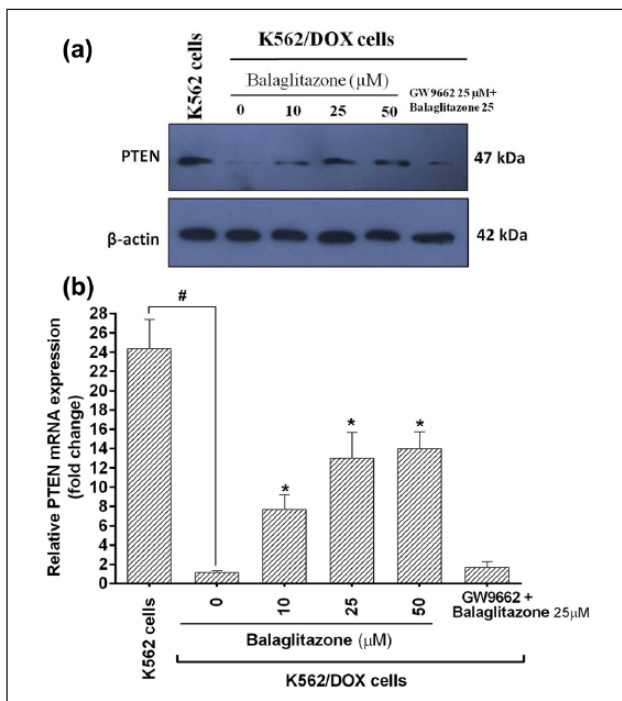 (a)
K562/DOX cells
K562 cells
Balaglitazone (μM)
0 10 25 50
GW9662 25 μM+
Balaglitazone 25
PTEN
47 kDa
β-actin
42 kDa
(b)
Relative PTEN mRNA expression
(fold change)
28
26
24
22
20
18
16
14
12
10
8
6
4
2
0
#
*
*
*
K562 cells
0
10
25
50
GW9662 +
Balaglitazone 25μM
Balaglitazone (μM)
K562/DOX cells